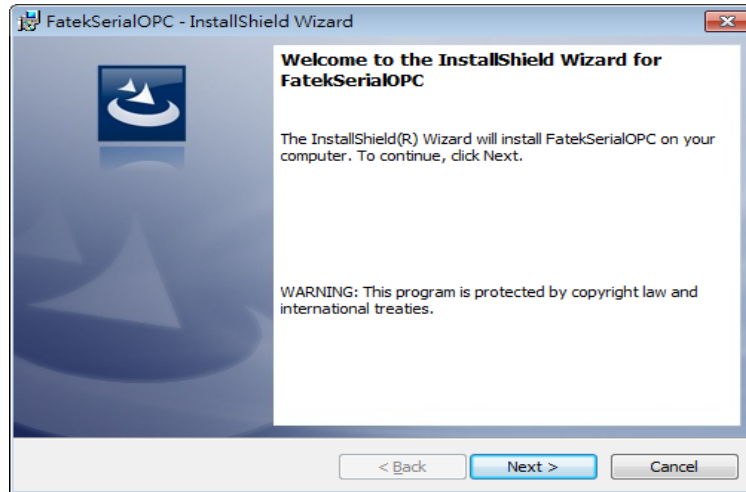 FatekSerialOPC - InstallShield Wizard
Welcome to the InstallShield Wizard for
FatekSerialOPC
The InstallShield(R) Wizard will install FatekSerialOPC on your
computer. To continue, click Next.
WARNING: This program is protected by copyright law and
international treaties.
< Back
Next >
Cancel